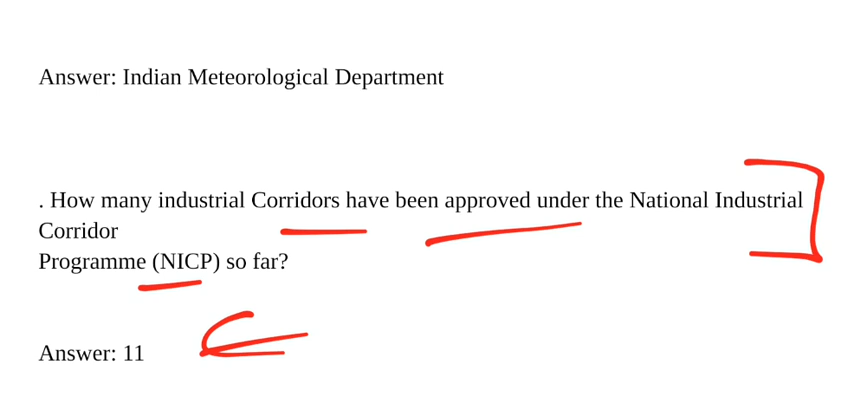 Answer: Indian Meteorological Department
. How many industrial Corridors have been approved under the National Industrial
Corridor
Programme (NICP) so far?
Answer: 11